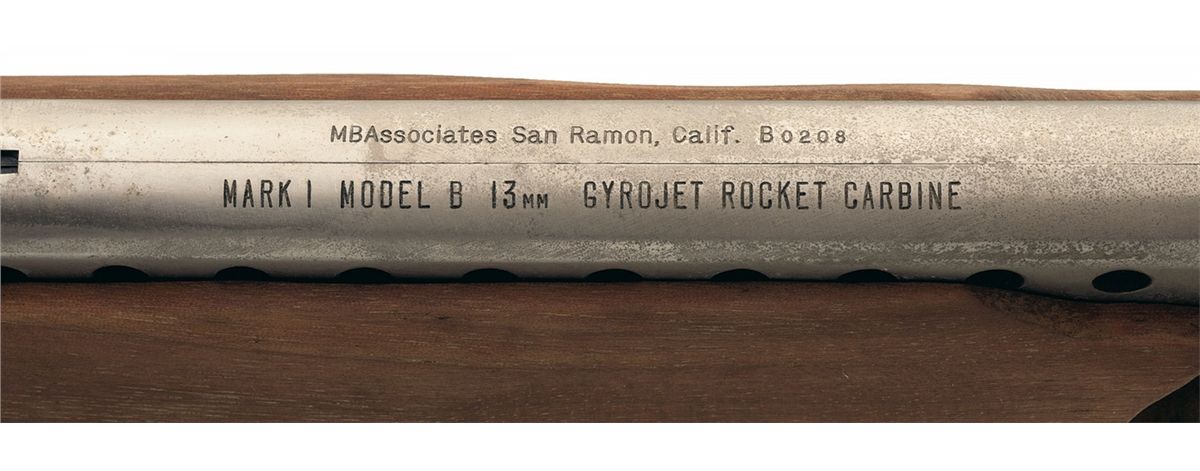 MBAssociates San Ramon, Calif. B0208
MARK I MODEL B 13MM GYROJET ROCKET CARBINE